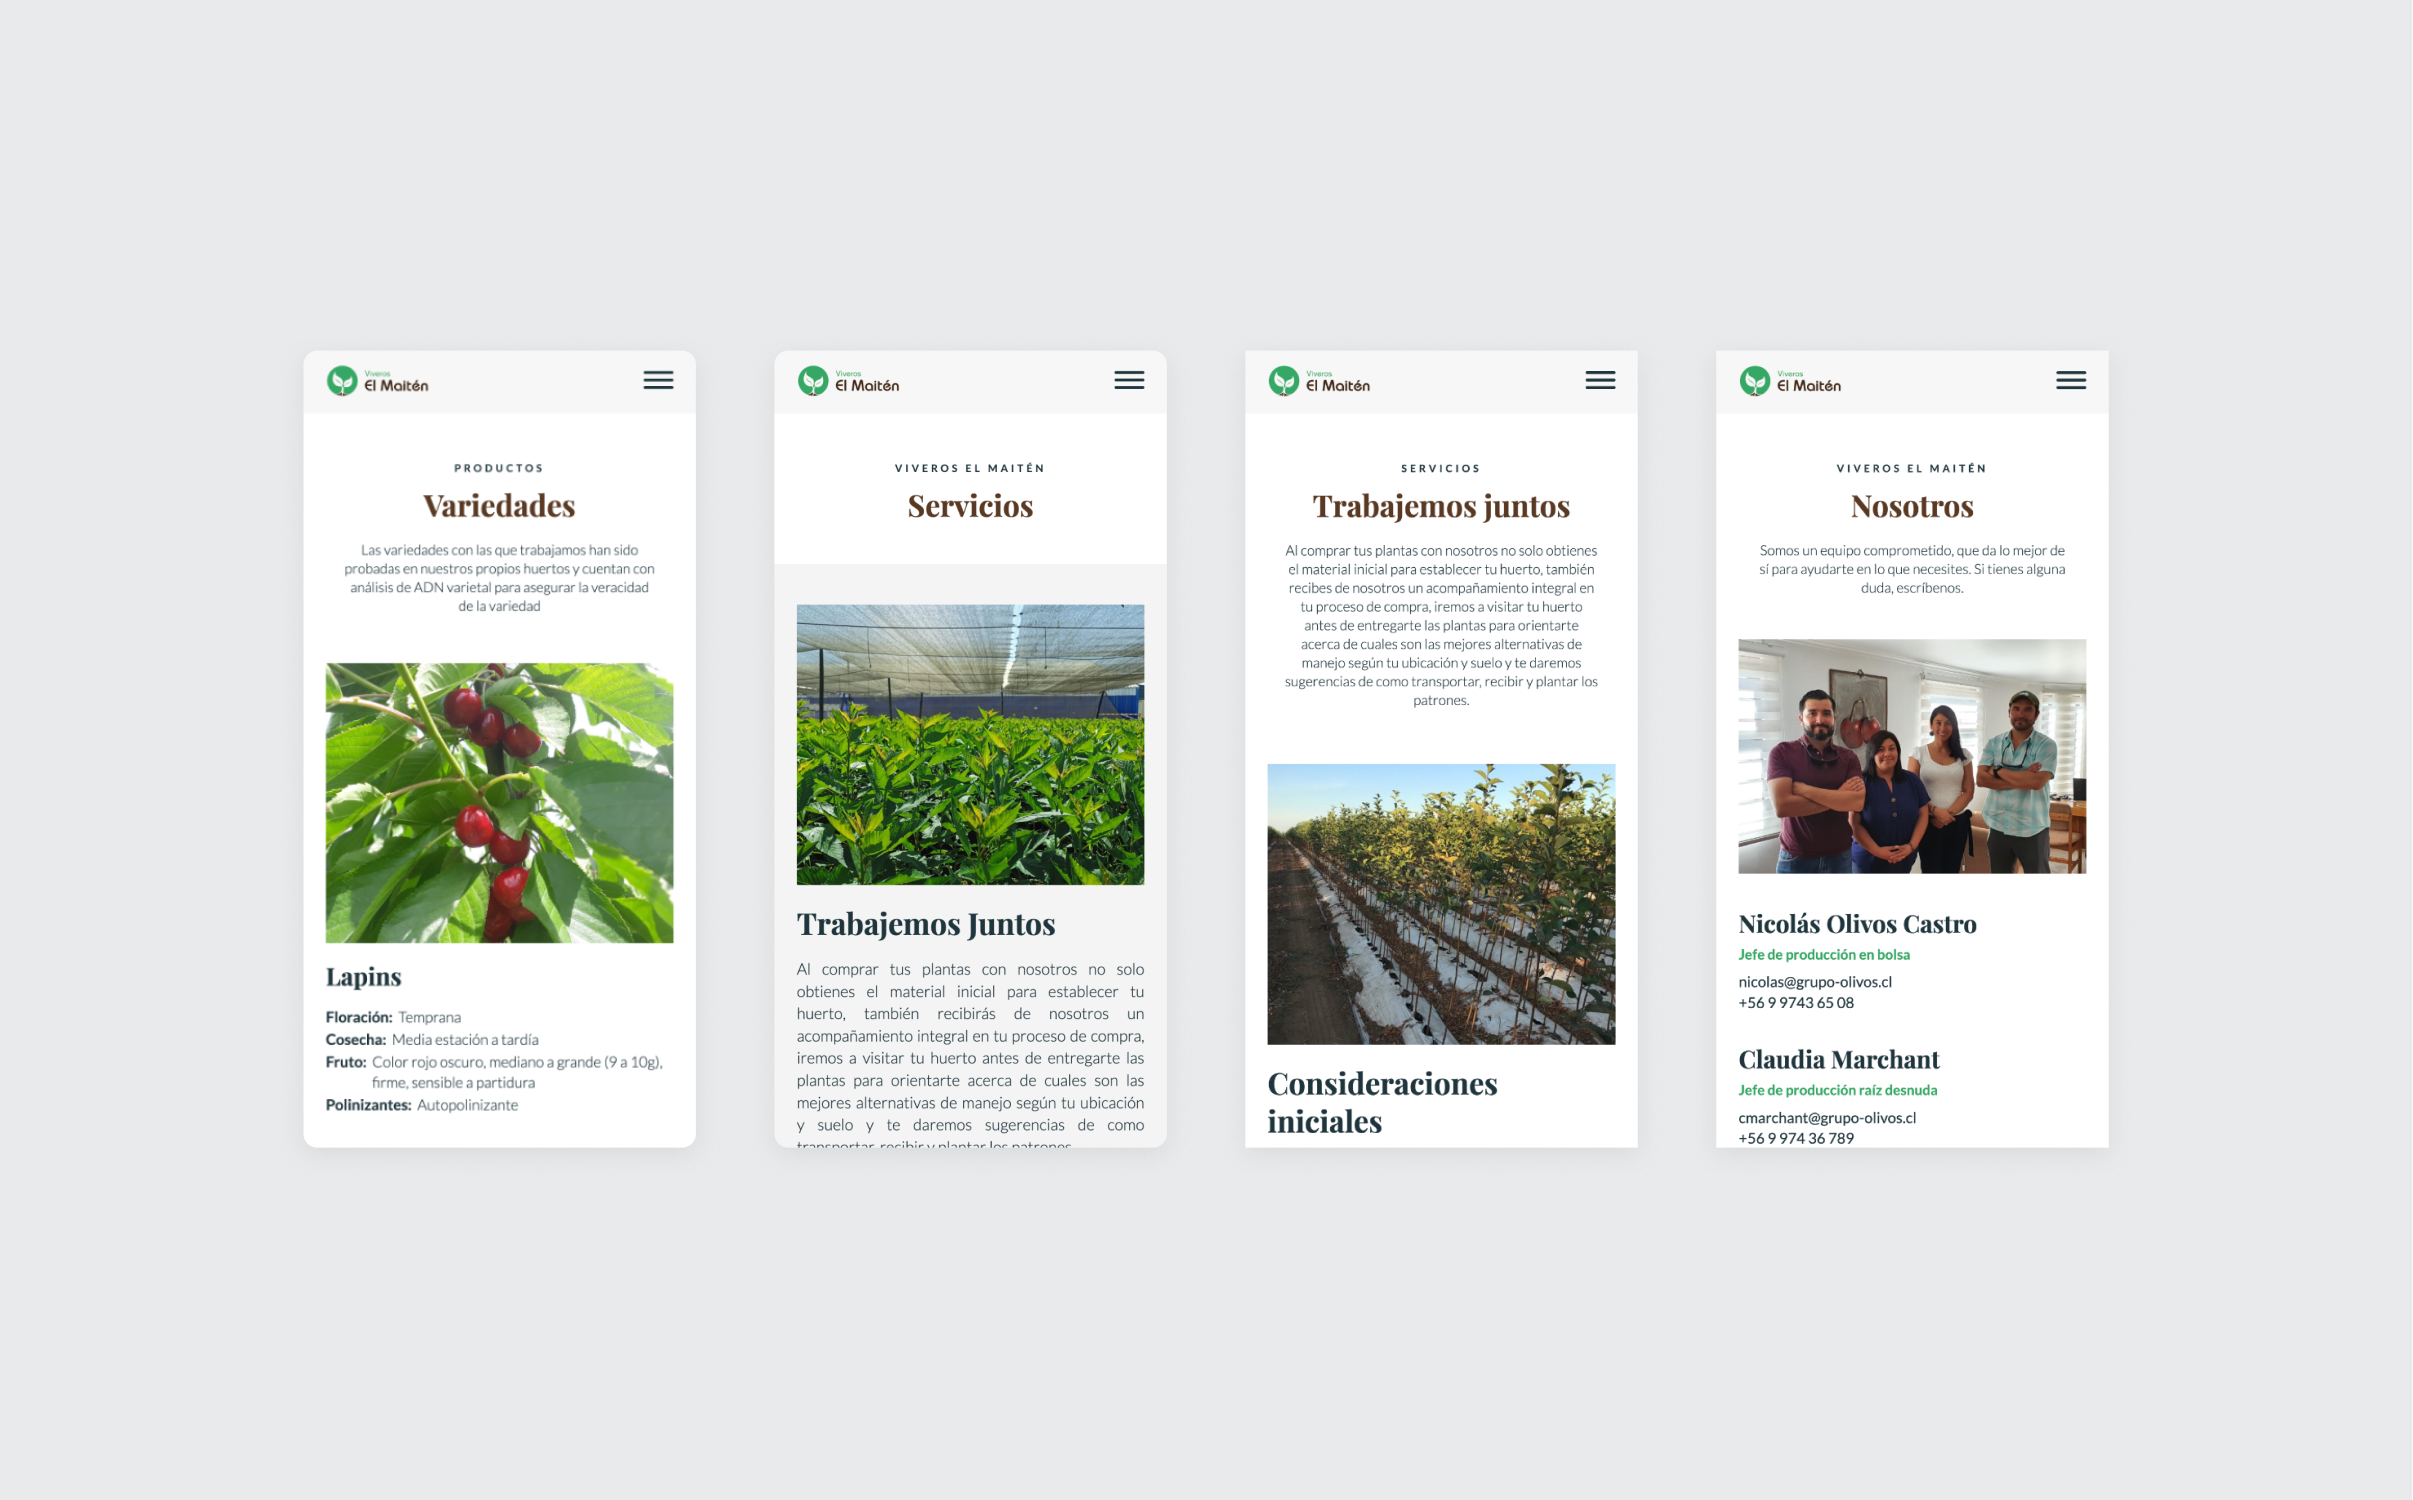 Viveros
El Maitén
PRODUCTOS
Variedades
Las variedades con las que trabajamos han sido
probadas en nuestros propios huertos y cuentan con
análisis de ADN varietal para asegurar la veracidad
de la variedad
Lapins
Floración: Temprana
Cosecha: Media estación a tardía
Fruto: Color rojo oscuro, mediano a grande (9 a 10g),
firme, sensible a partidura
Polinizantes: Autopolinizante
Viveros
El Maitén
VIVEROS EL MAITÉN
Servicios
Trabajemos Juntos
Al comprar tus plantas con nosotros no solo
obtienes el material inicial para establecer tu
huerto, también recibirás de nosotros un
acompañamiento integral en tu proceso de compra,
iremos a visitar tu huerto antes de entregarte las
plantas para orientarte acerca de cuales son las
mejores alternativas de manejo según tu ubicación
y suelo y te daremos sugerencias de como
transportar, recibir y plantar los patrones.
Viveros
El Maitén
SERVICIOS
Trabajemos juntos
Al comprar tus plantas con nosotros no solo obtienes
el material inicial para establecer tu huerto, también
recibes de nosotros un acompañamiento integral en
tu proceso de compra, iremos a visitar tu huerto
antes de entregarte las plantas para orientarte
acerca de cuales son las mejores alternativas de
manejo según tu ubicación y suelo y te daremos
sugerencias de como transportar, recibir y plantar los
patrones.
Consideraciones
iniciales
Viveros
El Maitén
VIVEROS EL MAITÉN
Nosotros
Somos un equipo comprometido, que da lo mejor de
sí para ayudarte en lo que necesites. Si tienes alguna
duda, escríbenos.
Nicolás Olivos Castro
Jefe de producción en bolsa
nicolas@grupo-olivos.cl
+56 9 9743 65 08
Claudia Marchant
Jefe de producción raíz desnuda
cmarchant@grupo-olivos.cl
+56 9 974 36 789